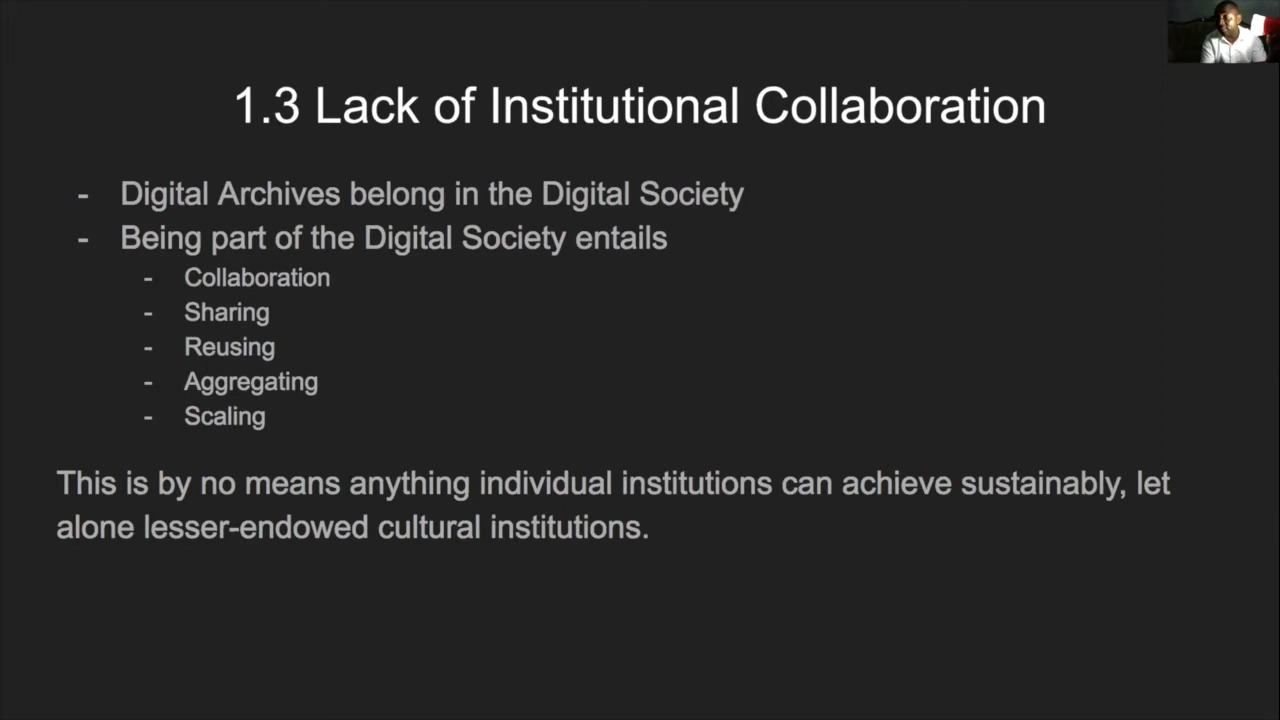 1.3 Lack of Institutional Collaboration
- Digital Archives belong in the Digital Society
- Being part of the Digital Society entails
- Collaboration
- Sharing
- Reusing
- Aggregating
- Scaling
This is by no means anything individual institutions can achieve sustainably, let
alone lesser-endowed cultural institutions.